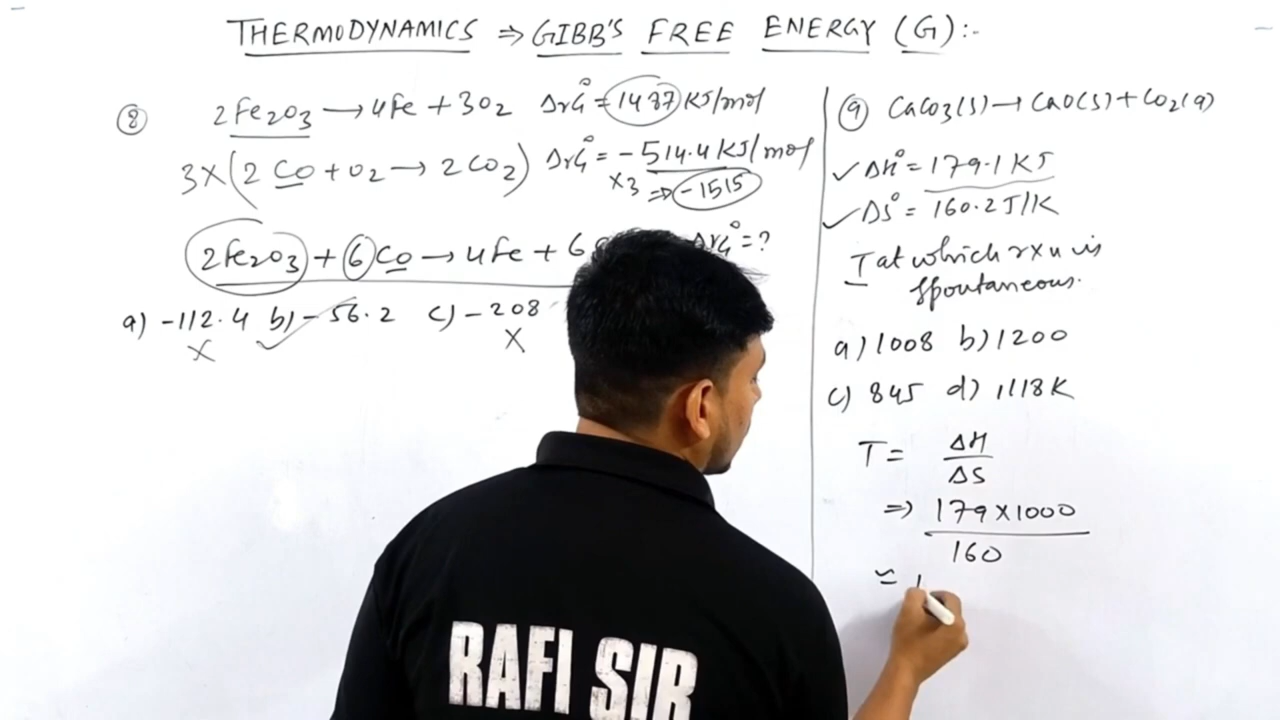 THERMODYNAMICS ⇒ GIBB'S FREE ENERGY (G):-
⑧ 2Fe2O3 → 4Fe + 3O2 ΔrG° = 1487 KJ/mol
3×(2CO + O2 → 2CO2) ΔrG° = -514.4 KJ/mol
×3 ⇒ -1515
2Fe2O3 + 6CO → 4Fe + 6 ΔrG° = ?
a) -112.4 b) -56.2 c) -208
X ✓ X
⑨ CaCO3(s) → CaO(s) + CO2(g)
✓ ΔH° = 179.1 KJ
✓ ΔS° = 160.2 J/K
T at which rxn is
spontaneous.
a) 1008 b) 1200
c) 845 d) 1118K
T = ΔH
ΔS
⇒ 179×1000
160
≃
RAFI SIR